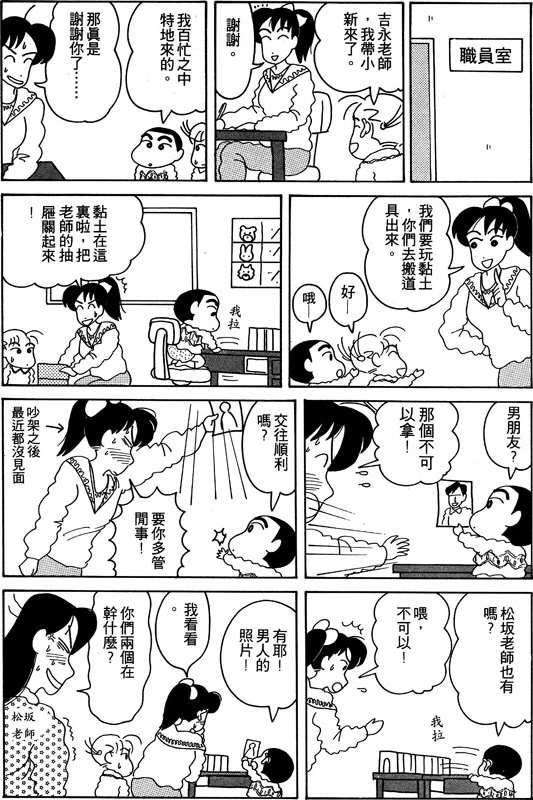 職員室
吉永老師
，我帶小
新來了。
謝謝。
我百忙之中
特地來的。
那真是
謝謝你了……
我們要玩黏土
，你們去搬道
具出來。
好—
哦—
黏土在這
裏啦，把
老師的抽
屜關起來
！
我
拉
男朋友？
那個不可
以拿！
交往順利
嗎？
要你多管
閒事！
吵架之後
最近都沒見面
松坂老師也有
嗎？
喂，
不可以！
我
拉
有耶！
男人的
照片！
我看看
。
你們兩個在
幹什麼？
松坂
老師